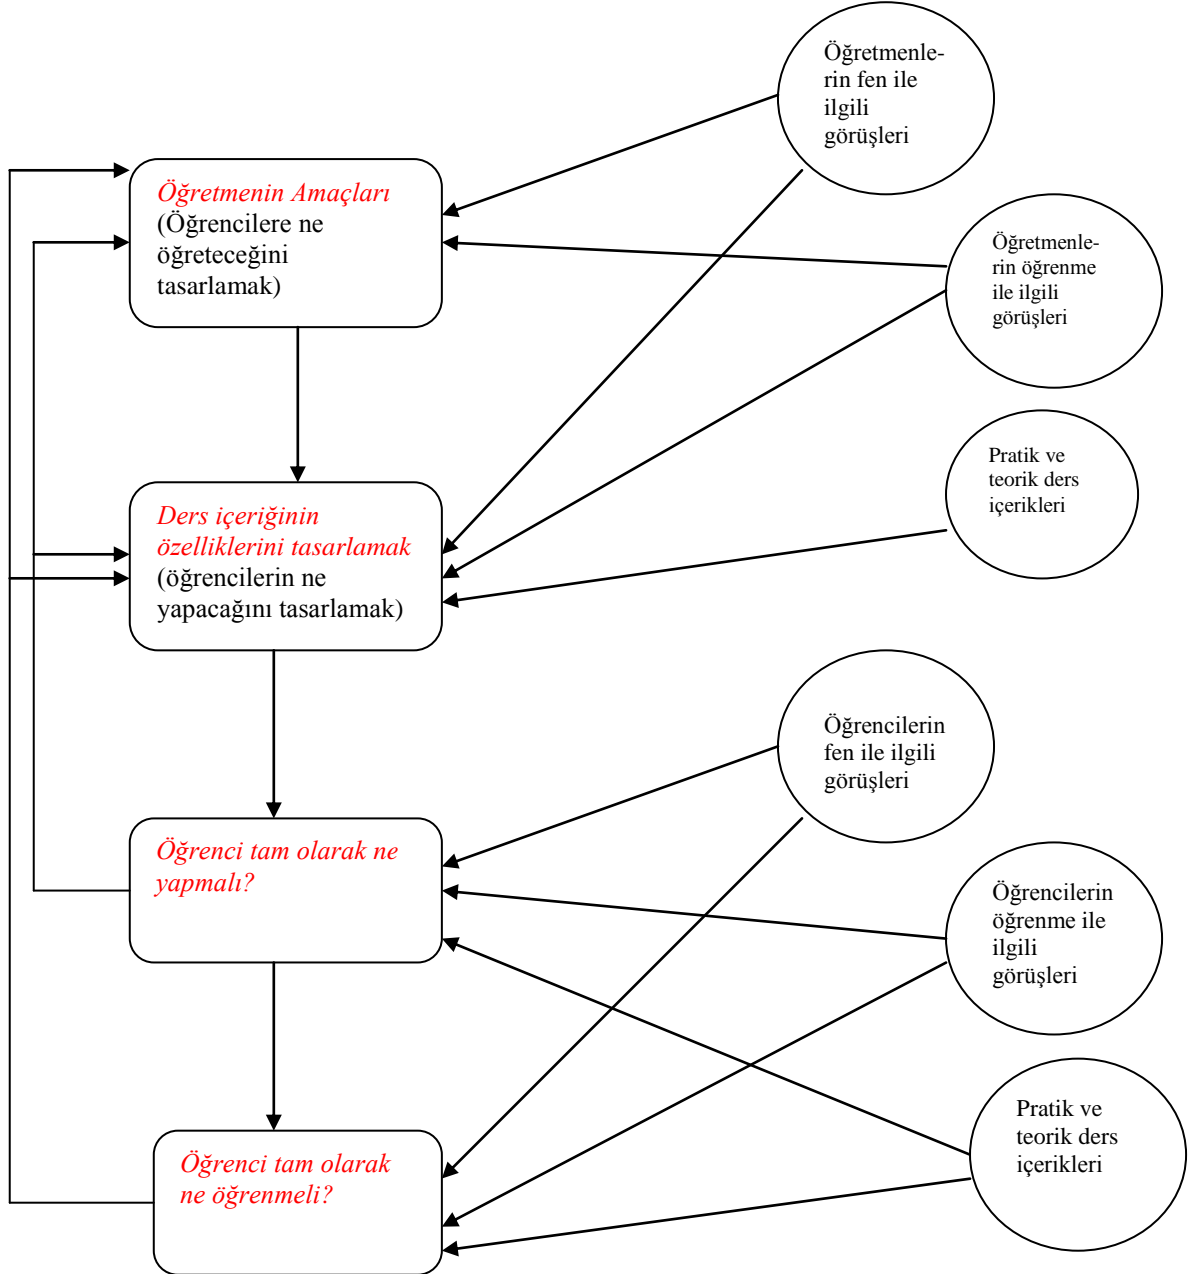 Öğretmenle-
rin fen ile
ilgili
görüşleri
Öğretmenin Amaçları
(Öğrencilere ne
öğreteceğini
tasarlamak)
Öğretmenle-
rin öğrenme
ile ilgili
görüşleri
Pratik ve
teorik ders
içerikleri
Ders içeriğinin
özelliklerini tasarlamak
(öğrencilerin ne
yapacağını tasarlamak)
Öğrencilerin
fen ile ilgili
görüşleri
Öğrenci tam olarak ne
yapmalı?
Öğrencilerin
öğrenme ile
ilgili
görüşleri
Pratik ve
teorik ders
içerikleri
Öğrenci tam olarak
ne öğrenmeli?